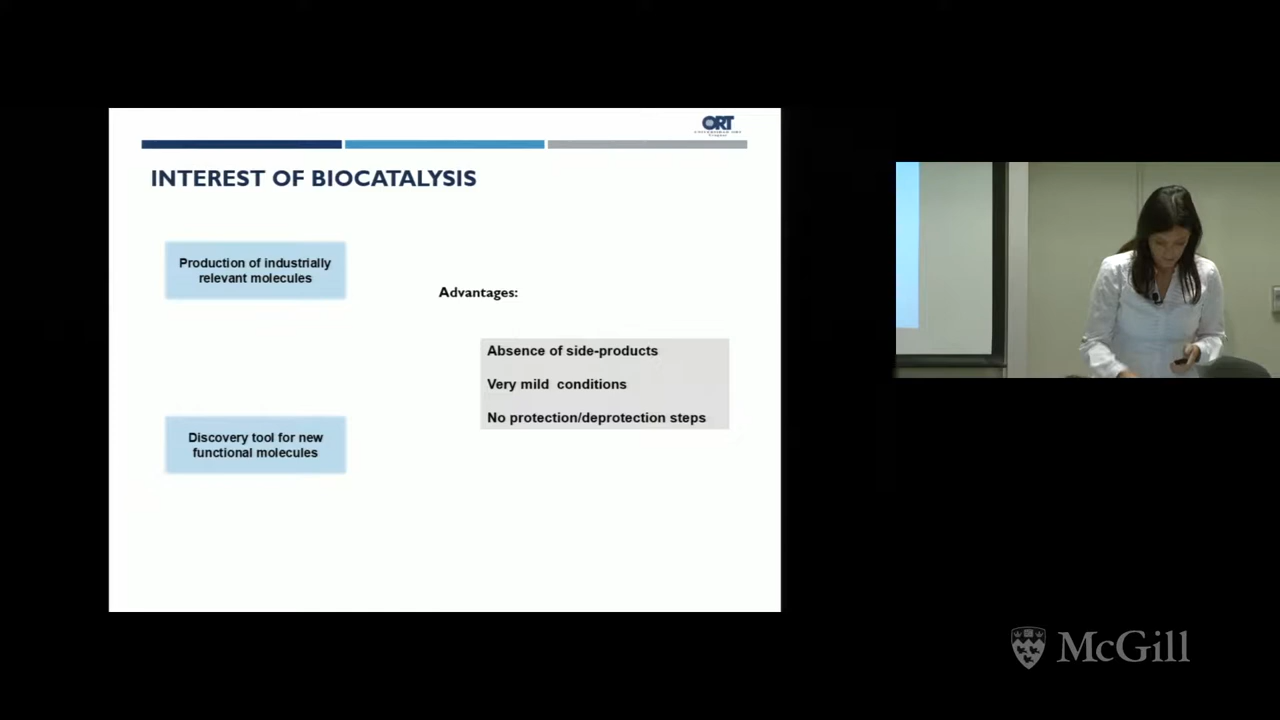 ORT
INTEREST OF BIOCATALYSIS
Production of industrially
relevant molecules
Advantages:
Absence of side-products
Very mild  conditions
No protection/deprotection steps
Discovery tool for new
functional molecules
McGill